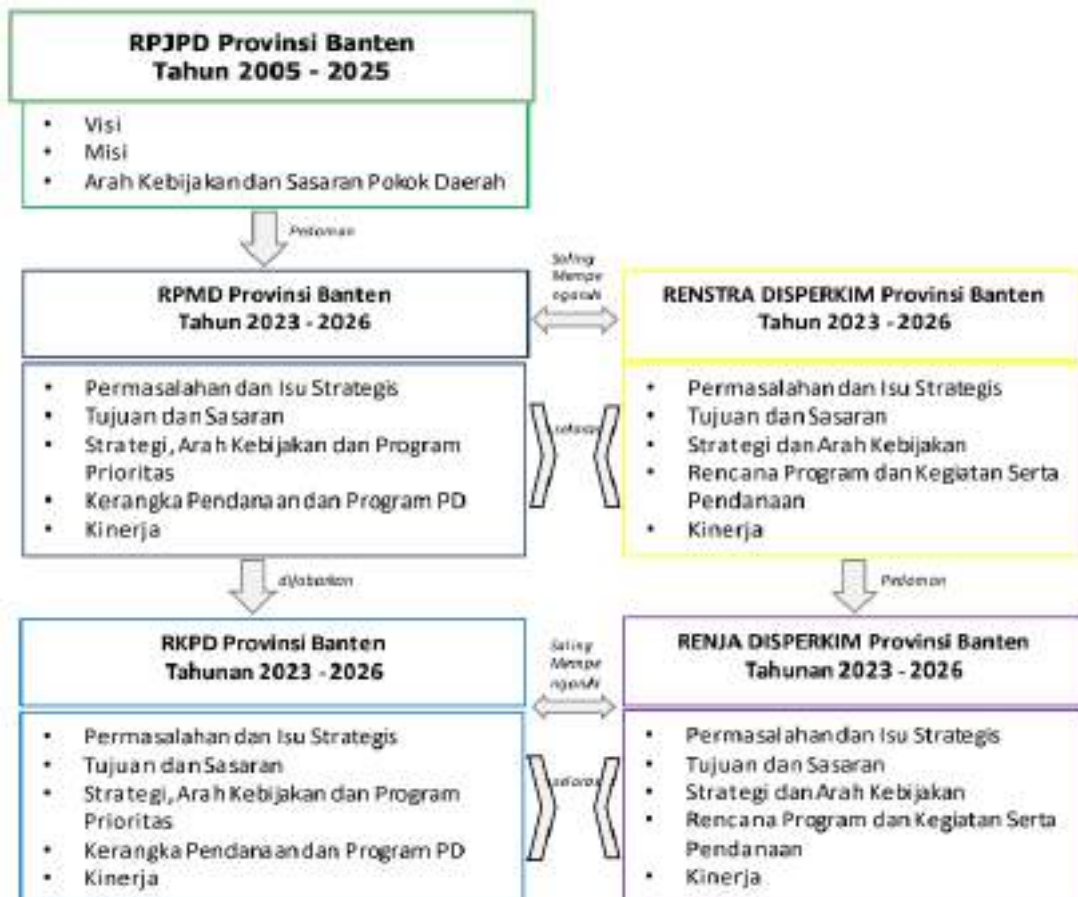 RPJPD Provinsi Banten
Tahun 2005 - 2025
• Visi
• Misi
• Arah Kebijakan dan Sasaran Pokok Daerah
Pedoman
RPMD Provinsi Banten
Tahun 2023 - 2026
Saling
Mempe
ngaruhi
RENSTRA DISPERKIM Provinsi Banten
Tahun 2023 - 2026
• Permasalahan dan Isu Strategis
• Tujuan dan Sasaran
• Strategi, Arah Kebijakan dan Program
Prioritas
• Kerangka Pendanaan dan Program PD
• Kinerja
selaras
• Permasalahan dan Isu Strategis
• Tujuan dan Sasaran
• Strategi dan Arah Kebijakan
• Rencana Program dan Kegiatan Serta
Pendanaan
• Kinerja
dijabarkan
Pedoman
RKPD Provinsi Banten
Tahunan 2023 - 2026
Saling
Mempe
ngaruhi
RENJA DISPERKIM Provinsi Banten
Tahunan 2023 - 2026
• Permasalahan dan Isu Strategis
• Tujuan dan Sasaran
• Strategi, Arah Kebijakan dan Program
Prioritas
• Kerangka Pendanaan dan Program PD
• Kinerja
selaras
• Permasalahan dan Isu Strategis
• Tujuan dan Sasaran
• Strategi dan Arah Kebijakan
• Rencana Program dan Kegiatan Serta
Pendanaan
• Kinerja